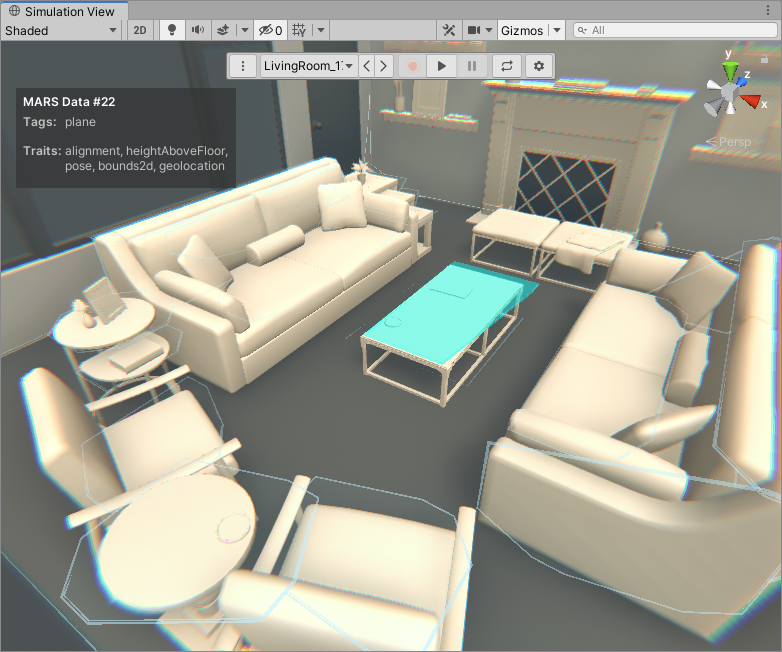 Simulation View
Shaded 2D 0 Gizmos All
LivingRoom_1
y
z
x
Persp
MARS Data #22
Tags: plane
Traits: alignment, heightAboveFloor,
pose, bounds2d, geolocation